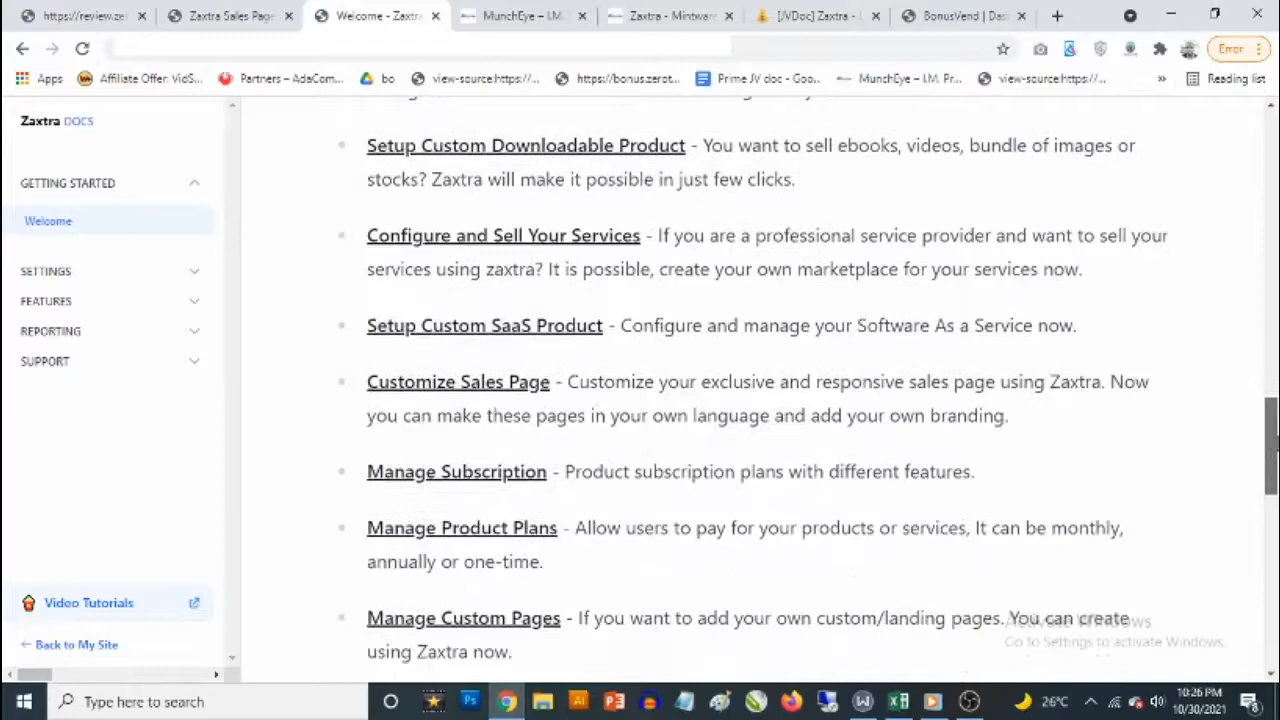 https://review.ze
Zaxtra Sales Page
Welcome - Zaxtra
MunchEye – I.M.
Zaxtra - Mintware
[JVDoc] Zaxtra -
BonusVend | Das
Error
Apps
Affiliate Offer: VidS...
Partners – AdaCom...
bo
view-source:https://...
https://bonus.zerot...
Prime JV doc - Goo...
MunchEye – I.M. Pr...
view-source:https://...
»
Reading list
Zaxtra DOCS
GETTING STARTED
Welcome
SETTINGS
FEATURES
REPORTING
SUPPORT
Video Tutorials
← Back to My Site
Setup Custom Downloadable Product - You want to sell ebooks, videos, bundle of images or
stocks? Zaxtra will make it possible in just few clicks.
Configure and Sell Your Services - If you are a professional service provider and want to sell your
services using zaxtra? It is possible, create your own marketplace for your services now.
Setup Custom SaaS Product - Configure and manage your Software As a Service now.
Customize Sales Page - Customize your exclusive and responsive sales page using Zaxtra. Now
you can make these pages in your own language and add your own branding.
Manage Subscription - Product subscription plans with different features.
Manage Product Plans - Allow users to pay for your products or services, It can be monthly,
annually or one-time.
Manage Custom Pages - If you want to add your own custom/landing pages. You can create
using Zaxtra now.
Activate Windows
Go to Settings to activate Windows.
Type here to search
26°C
10:26 PM
10/30/2021